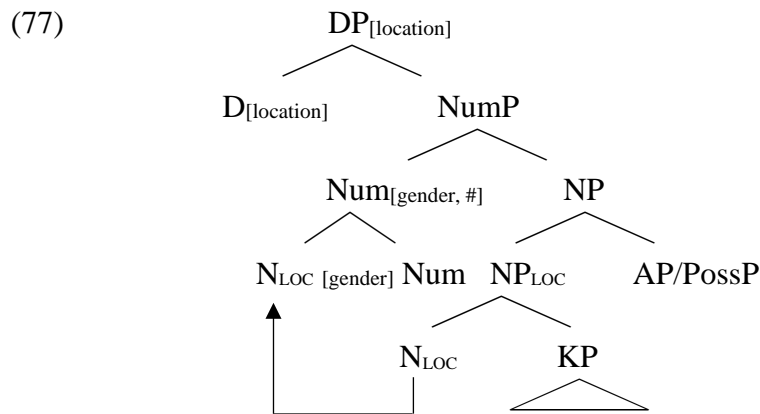 (77) DP[location]
D[location] NumP
Num[gender, #] NP
NLOC [gender] Num NPLOC AP/PossP
NLOC KP